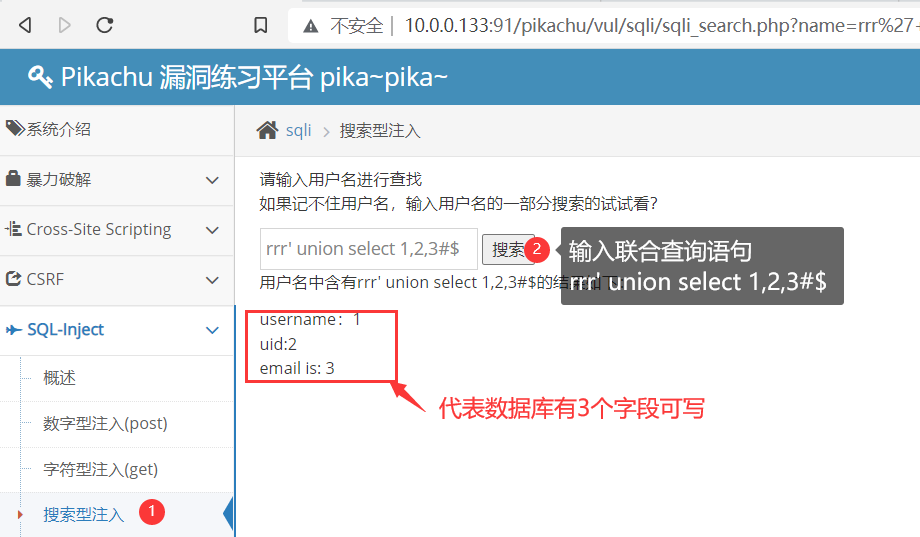 不安全 10.0.0.133:91/pikachu/vul/sqli/sqli_search.php?name=rrr%27+
Pikachu 漏洞练习平台 pika~pika~
系统介绍
暴力破解
Cross-Site Scripting
CSRF
SQL-Inject
概述
数字型注入(post)
字符型注入(get)
搜索型注入 1
sqli > 搜索型注入
请输入用户名进行查找
如果记不住用户名，输入用户名的一部分搜索的试试看？
rrr' union select 1,2,3#$ 搜索 2
输入联合查询语句
rrr' union select 1,2,3#$
用户名中含有rrr' union select 1,2,3#$的结果如下
username：1
uid:2
email is: 3
代表数据库有3个字段可写